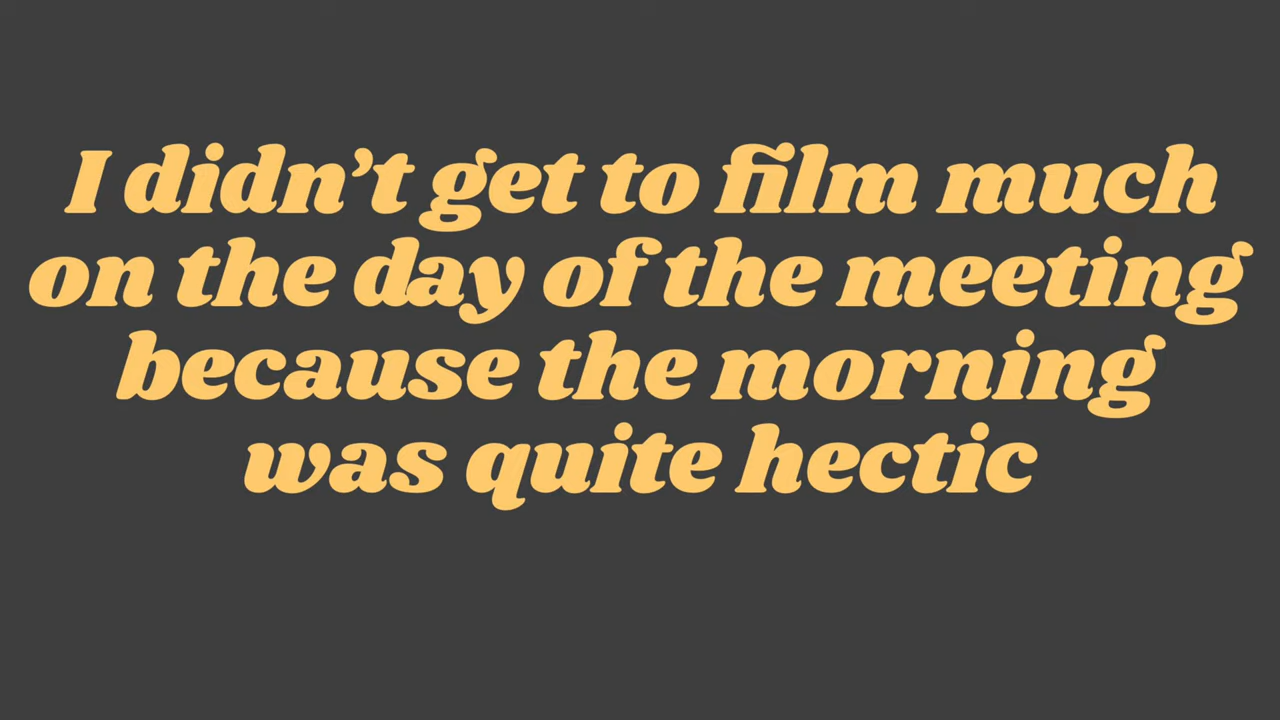 I didn’t get to film much
on the day of the meeting
because the morning
was quite hectic